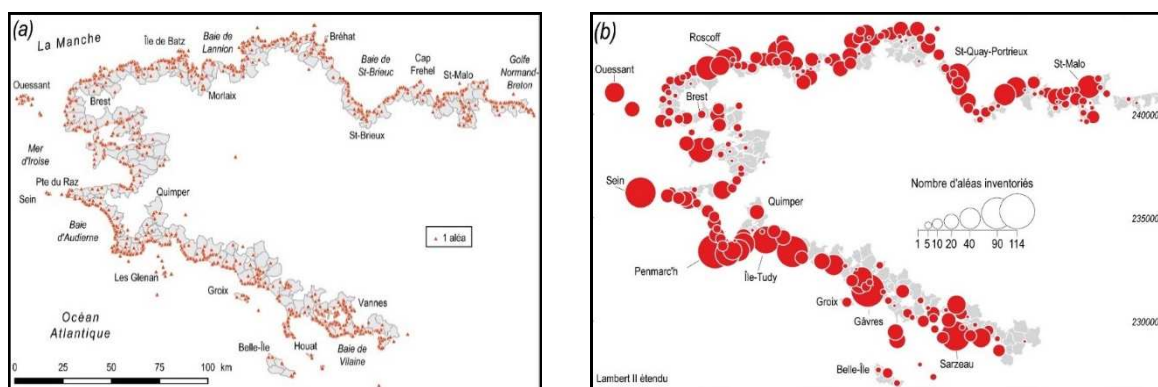 (a)
La Manche
Île de Batz
Baie de
Lannion
Bréhat
Baie de
St-Brieuc
Cap
Frehel
St-Malo
Golfe
Normand-
Breton
Ouessant
Brest
Morlaix
St-Brieux
Mer
d'Iroise
Pte du Raz
Sein
Quimper
Baie
d'Audierne
1 aléa
Les Glenan
Groix
Vannes
Océan
Atlantique
Belle-Île
Houat
Baie de
Vilaine
0 25 50 75 100 km
(b)
Roscoff
St-Quay-Portrieux
St-Malo
Ouessant
Brest
240000
Sein
Nombre d'aléas inventoriés
1 5 10 20 40 90 114
Quimper
235000
Penmarc'h
Île-Tudy
Groix
Gâvres
230000
Sarzeau
Belle-Île
Lambert II étendu